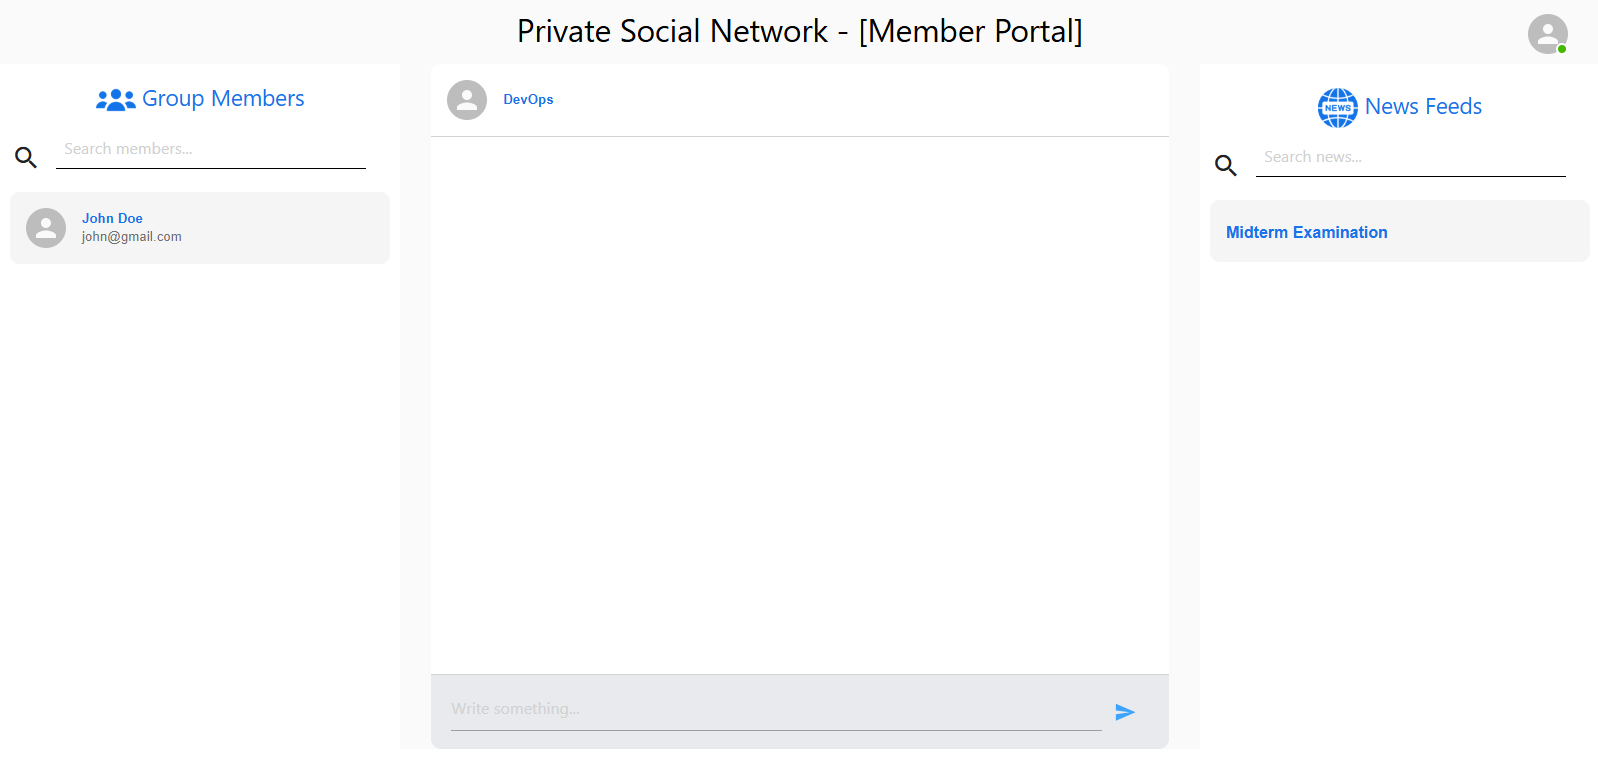 Private Social Network - [Member Portal]
Group Members
Search members...
John Doe
john@gmail.com
DevOps
Write something...
NEWS
News Feeds
Search news...
Midterm Examination